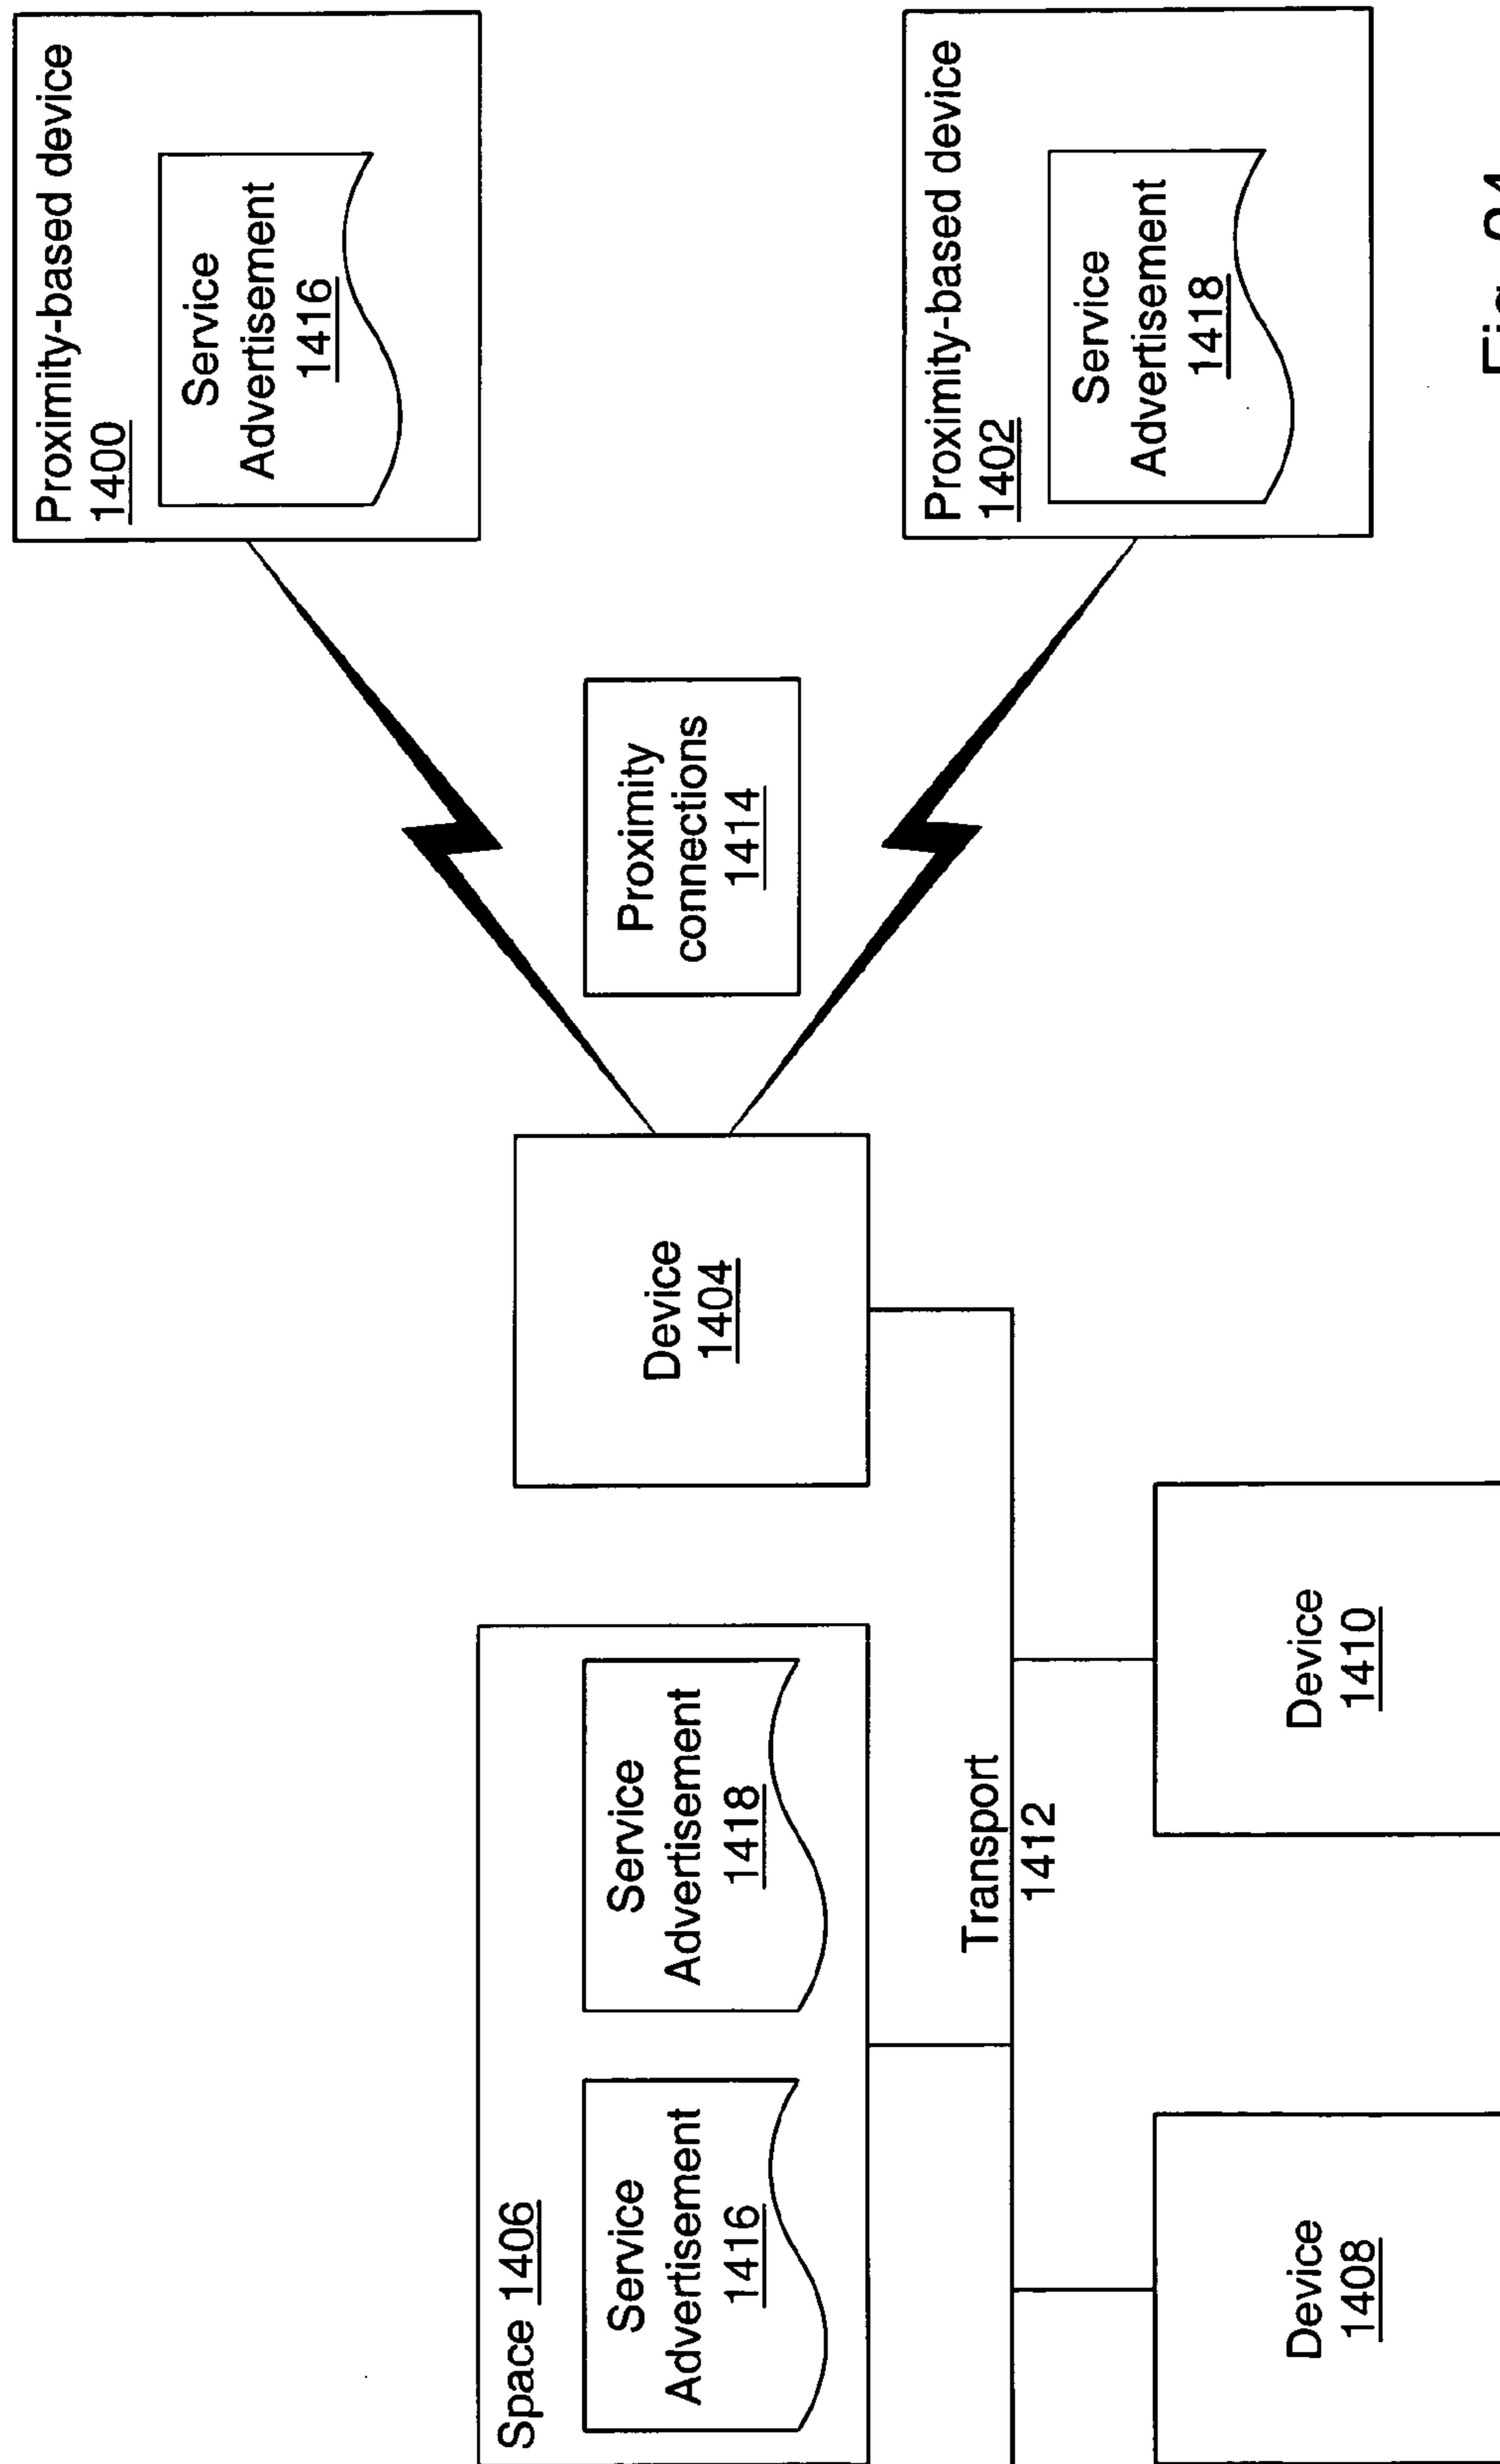 Proximity-based device
1400
Service
Advertisement
1416
Space 1406
Service
Advertisement
1416
Service
Advertisement
1418
Device
1404
Proximity
connections
1414
Transport
1412
Proximity-based device
1402
Service
Advertisement
1418
Device
1408
Device
1410
Fig.